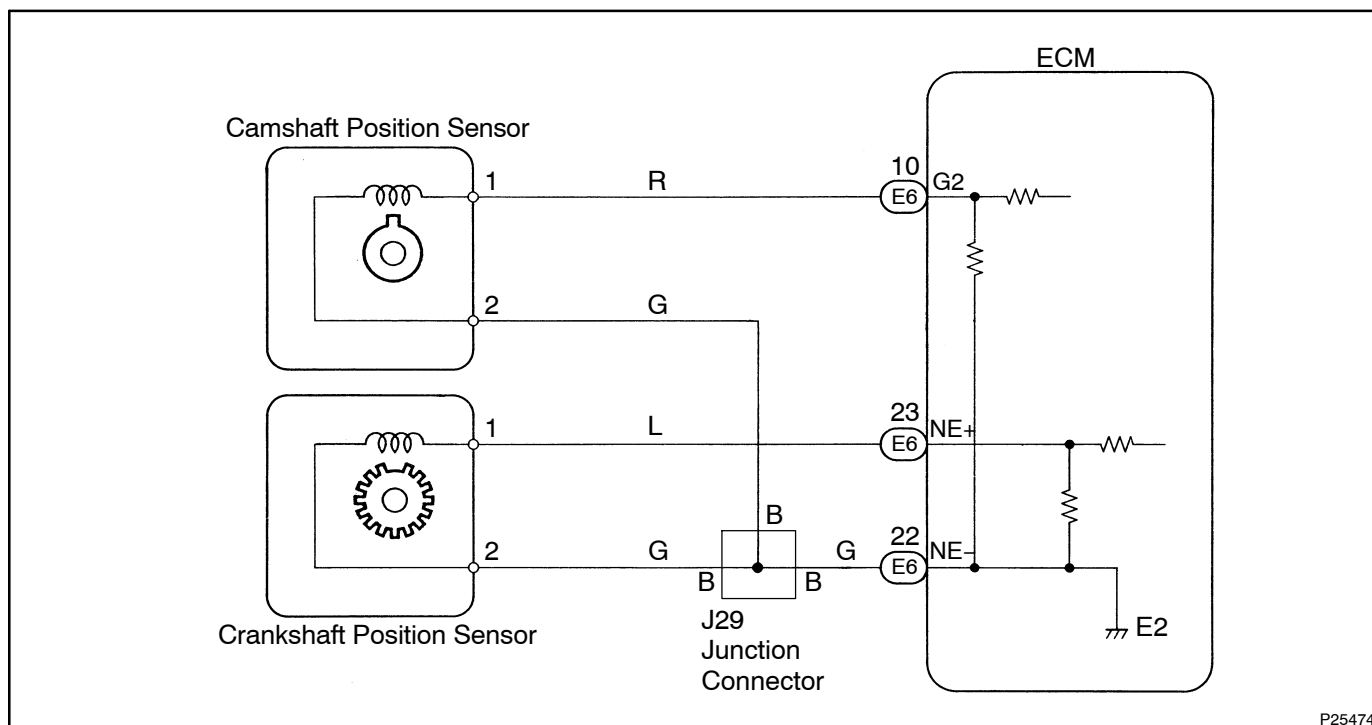 ECM
Camshaft Position Sensor
1
R
10
E6
G2
2
G
1
L
23
E6
NE+
B
2
G
B
B
G
22
E6
NE−
E2
Crankshaft Position Sensor
J29
Junction
Connector
P25474